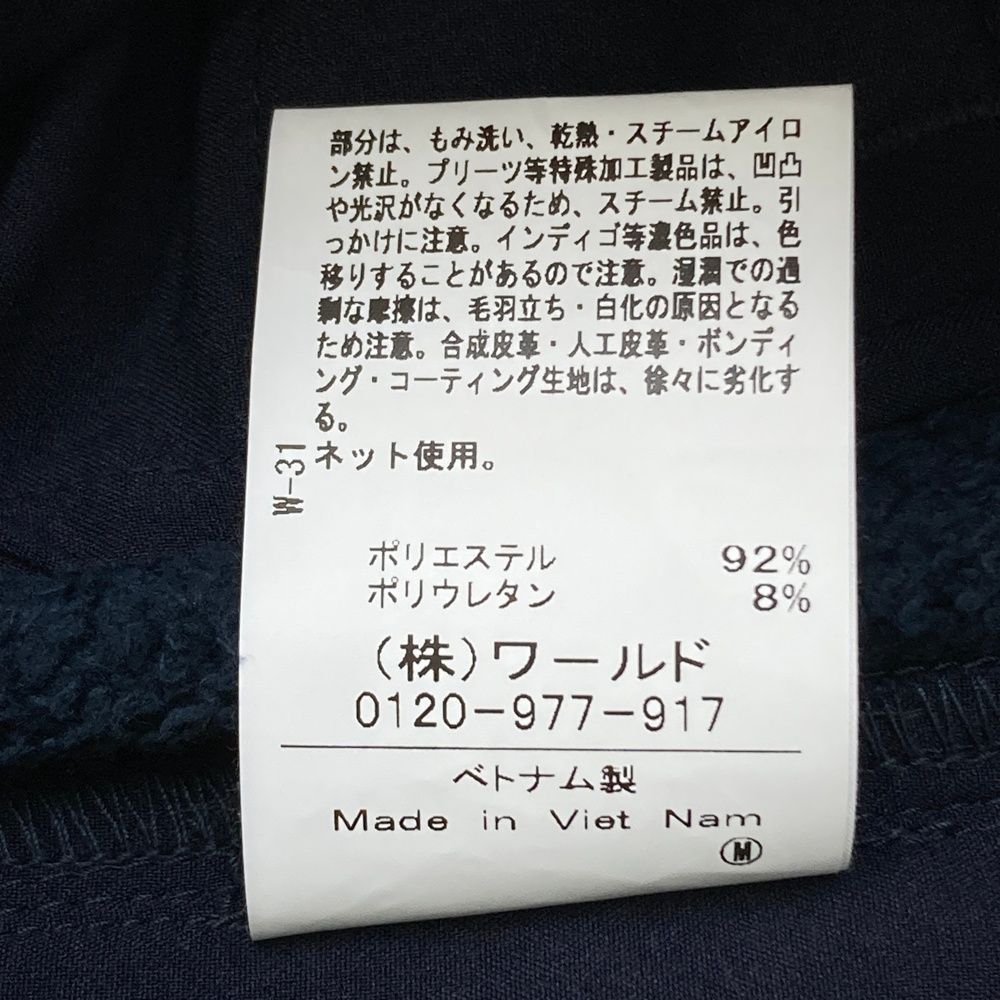 部分は、もみ洗い、乾熱・スチームアイロ
ン禁止。プリーツ等特殊加工製品は、凹凸
や光沢がなくなるため、スチーム禁止。引
っかけに注意。インディゴ等濃色品は、色
移りすることがあるので注意。湿潤での過
剰な摩擦は、毛羽立ち・白化の原因となる
ため注意。合成皮革・人工皮革・ボンディ
ング・コーティング生地は、徐々に劣化す
る。
ネット使用。
W-31
ポリエステル 92%
ポリウレタン 8%
(株)ワールド
0120-977-917
ベトナム製
Made in Viet Nam
M